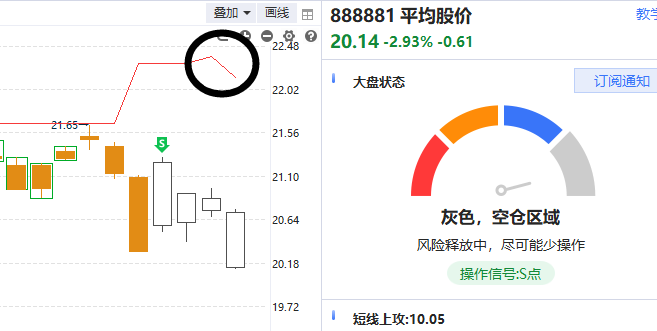 叠加 画线
888881 平均股价
教学
20.14 -2.93% -0.61
22.48
22.02
21.65
21.56
21.10
20.64
20.18
19.72
S
大盘状态
订阅通知
灰色，空仓区域
风险释放中，尽可能少操作
操作信号:S点
短线上攻:10.05